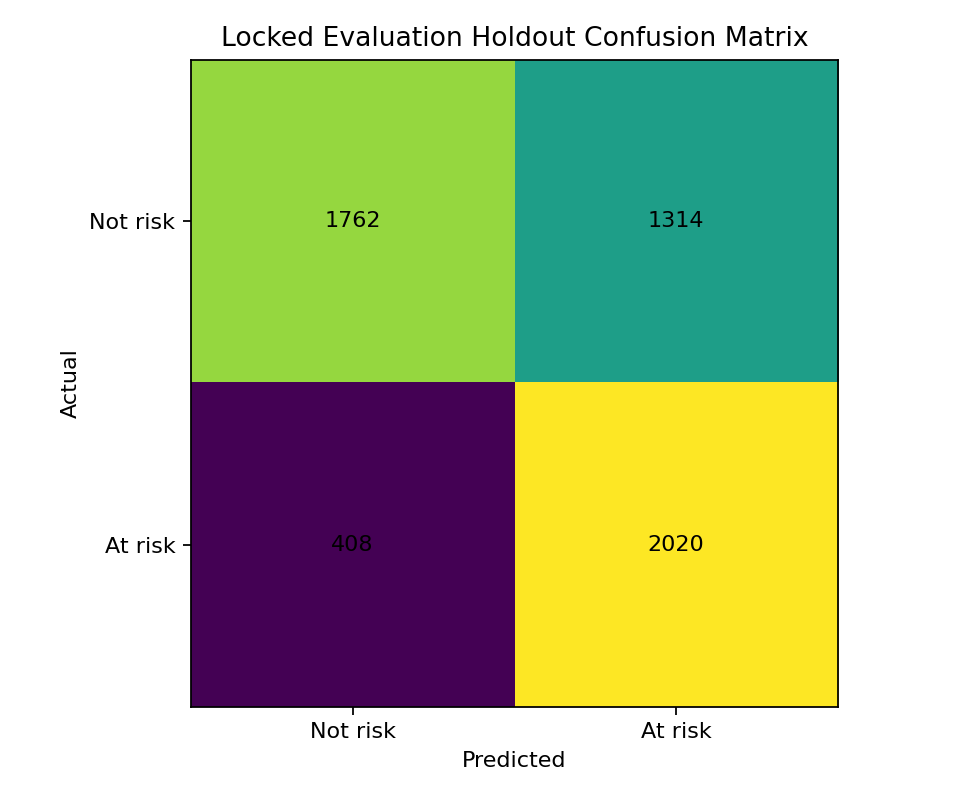 Locked Evaluation Holdout Confusion Matrix
Not risk
1762
1314
Actual
At risk
408
2020
Not risk
At risk
Predicted